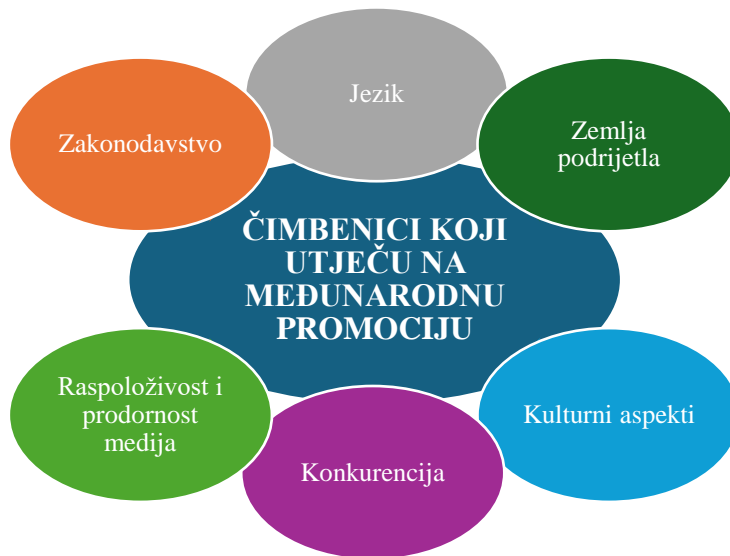 Jezik
Zakonodavstvo
Zemlja
podrijetla
ČIMBENICI KOJI
UTJEČU NA
MEĐUNARODNU
PROMOCIJU
Raspoloživost i
prodornost
medija
Kulturni aspekti
Konkurencija